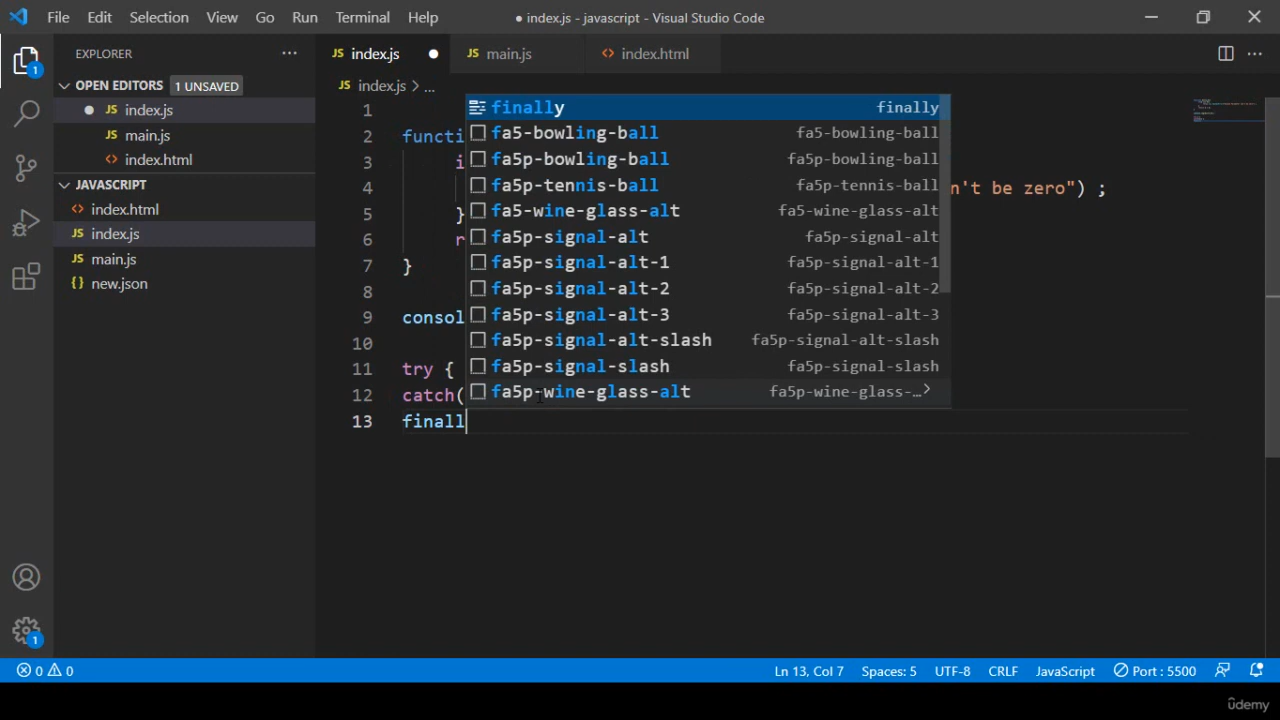 File Edit Selection View Go Run Terminal Help ● index.js - javascript - Visual Studio Code
EXPLORER
index.js main.js index.html
OPEN EDITORS 1 UNSAVED
index.js
main.js
index.html
JAVASCRIPT
index.html
index.js
main.js
new.json
1
1
JS index.js > ...
1
2 functi
3 i
4 n't be zero") ;
5 }
6 r
7 }
8
9 consol
10
11 try {
12 catch(
13 finall
finally finally
fa5-bowling-ball fa5-bowling-ball
fa5p-bowling-ball fa5p-bowling-ball
fa5p-tennis-ball fa5p-tennis-ball
fa5-wine-glass-alt fa5-wine-glass-alt
fa5p-signal-alt fa5p-signal-alt
fa5p-signal-alt-1 fa5p-signal-alt-1
fa5p-signal-alt-2 fa5p-signal-alt-2
fa5p-signal-alt-3 fa5p-signal-alt-3
fa5p-signal-alt-slash fa5p-signal-alt-slash
fa5p-signal-slash fa5p-signal-slash
fa5p-wine-glass-alt fa5p-wine-glass-…
0 0 Ln 13, Col 7 Spaces: 5 UTF-8 CRLF JavaScript Port : 5500
ûdemy